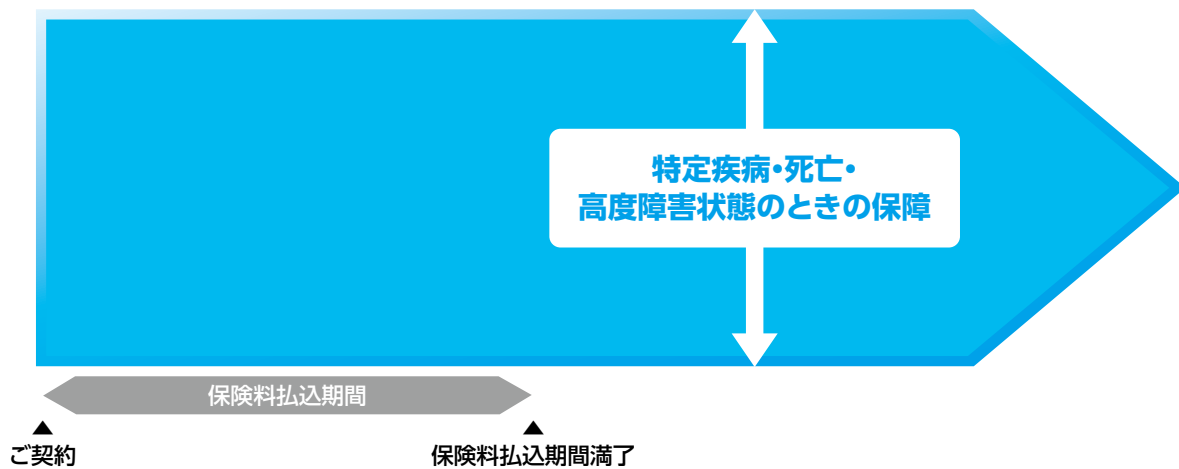 特定疾病・死亡・
高度障害状態のときの保障
保険料払込期間
ご契約
保険料払込期間満了